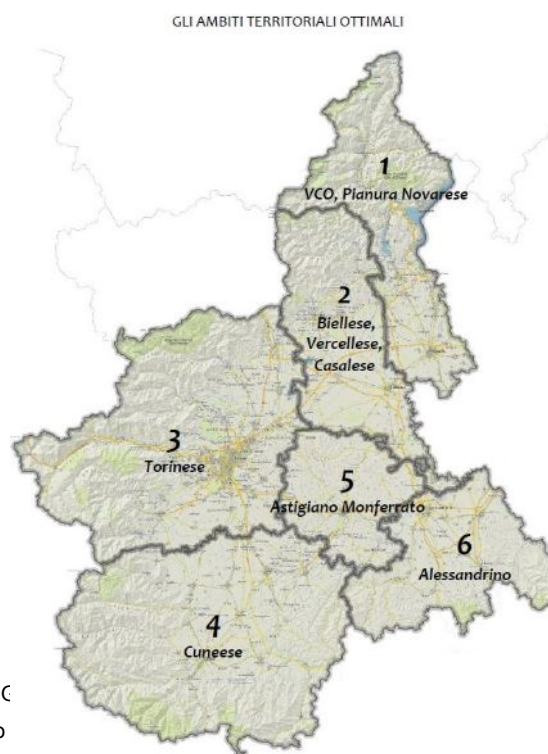 GLI AMBITI TERRITORIALI OTTIMALI
1
VCO, Pianura Novarese
2
Biellese,
Vercellese,
Casalese
3
Torinese
5
Astigiano Monferrato
6
Alessandrino
4
Cuneese